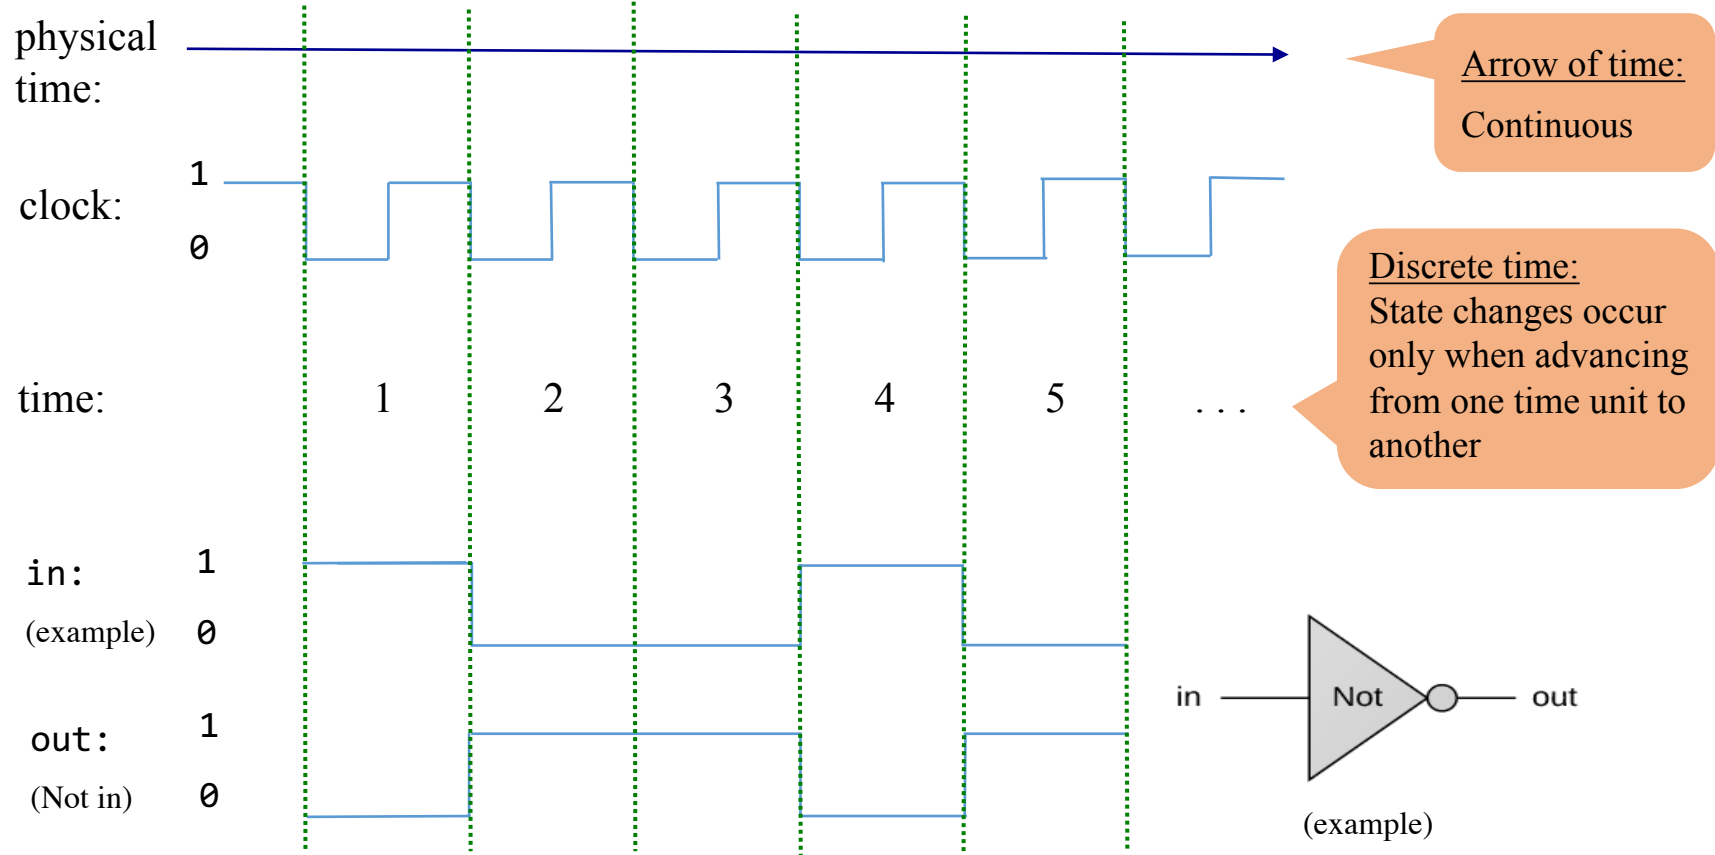 physical
time:
Arrow of time:
Continuous
clock:
1
0
Discrete time:
State changes occur
only when advancing
from one time unit to
another
time:
1 2 3 4 5 . . .
in:
(example)
1
0
out:
(Not in)
1
0
in Not out
(example)